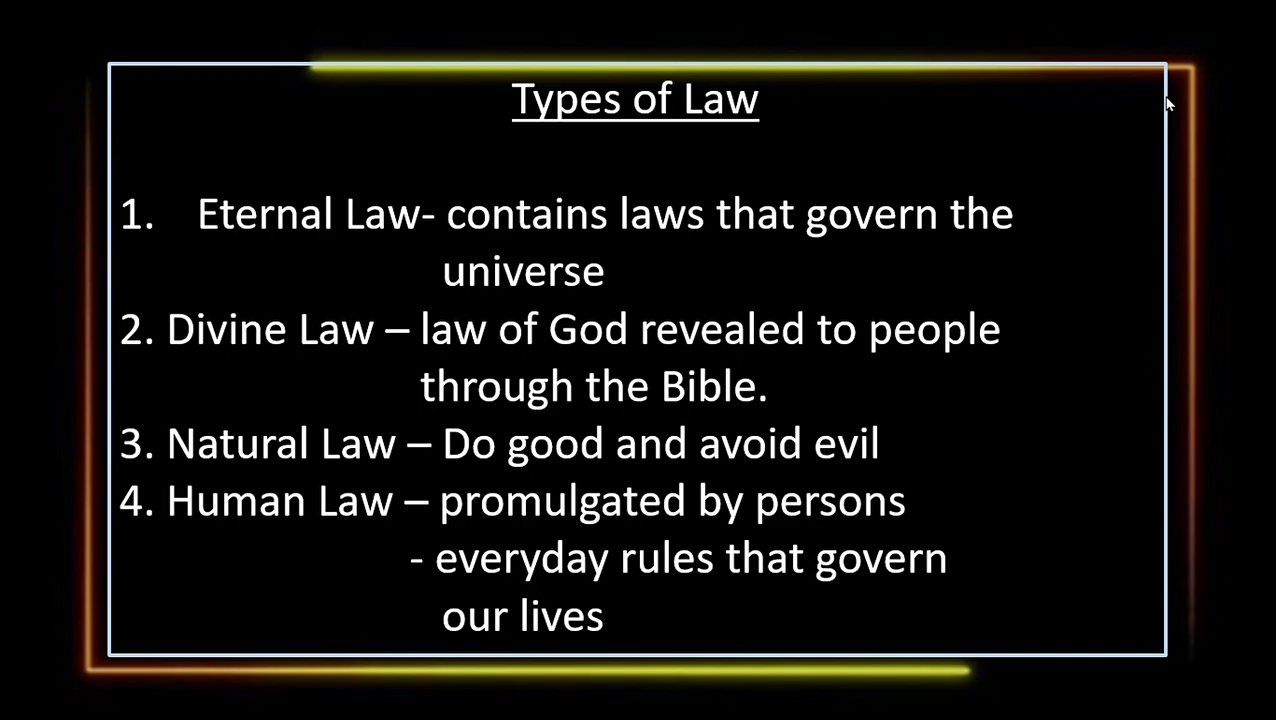 Types of Law
1. Eternal Law- contains laws that govern the
universe
2. Divine Law – law of God revealed to people
through the Bible.
3. Natural Law – Do good and avoid evil
4. Human Law – promulgated by persons
- everyday rules that govern
our lives